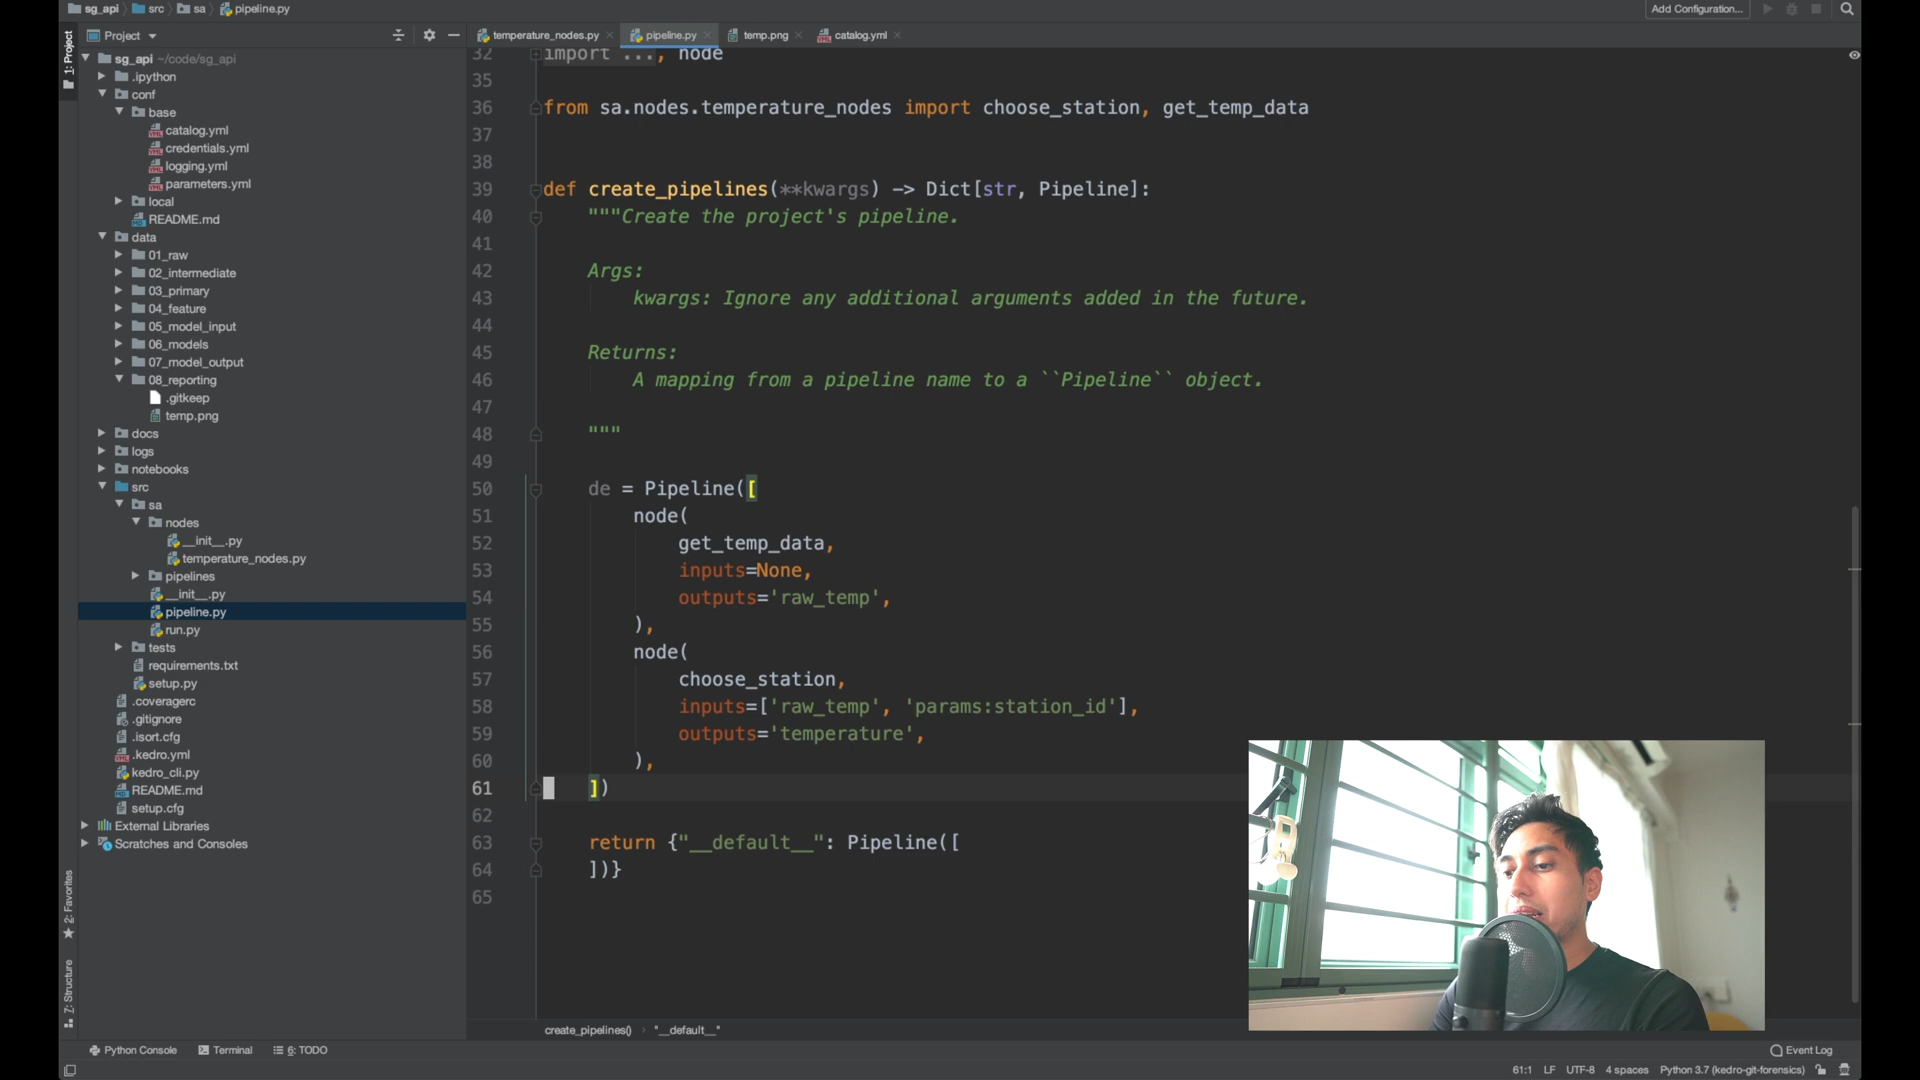 sg_api
src
sa
pipeline.py
Add Configuration...
1: Project
Project
temperature_nodes.py
pipeline.py
temp.png
catalog.yml
sg_api ~/code/sg_api
.ipython
conf
base
catalog.yml
credentials.yml
logging.yml
parameters.yml
local
README.md
data
01_raw
02_intermediate
03_primary
04_feature
05_model_input
06_models
07_model_output
08_reporting
.gitkeep
temp.png
docs
logs
notebooks
src
sa
nodes
__init__.py
temperature_nodes.py
pipelines
__init__.py
pipeline.py
run.py
tests
requirements.txt
setup.py
.coveragerc
.gitignore
.isort.cfg
.kedro.yml
kedro_cli.py
README.md
setup.cfg
External Libraries
Scratches and Consoles
2: Favorites
7: Structure
32 import ..., node
35
36 from sa.nodes.temperature_nodes import choose_station, get_temp_data
37
38
39 def create_pipelines(**kwargs) -> Dict[str, Pipeline]:
40 """Create the project's pipeline.
41
42 Args:
43 kwargs: Ignore any additional arguments added in the future.
44
45 Returns:
46 A mapping from a pipeline name to a ``Pipeline`` object.
47
48 """
49
50 de = Pipeline([
51 node(
52 get_temp_data,
53 inputs=None,
54 outputs='raw_temp',
55 ),
56 node(
57 choose_station,
58 inputs=['raw_temp', 'params:station_id'],
59 outputs='temperature',
60 ),
61 ])
62
63 return {"__default__": Pipeline([
64 ])}
65
create_pipelines() › "__default__"
Python Console
Terminal
6: TODO
Event Log
61:1 LF UTF-8 4 spaces Python 3.7 (kedro-git-forensics)